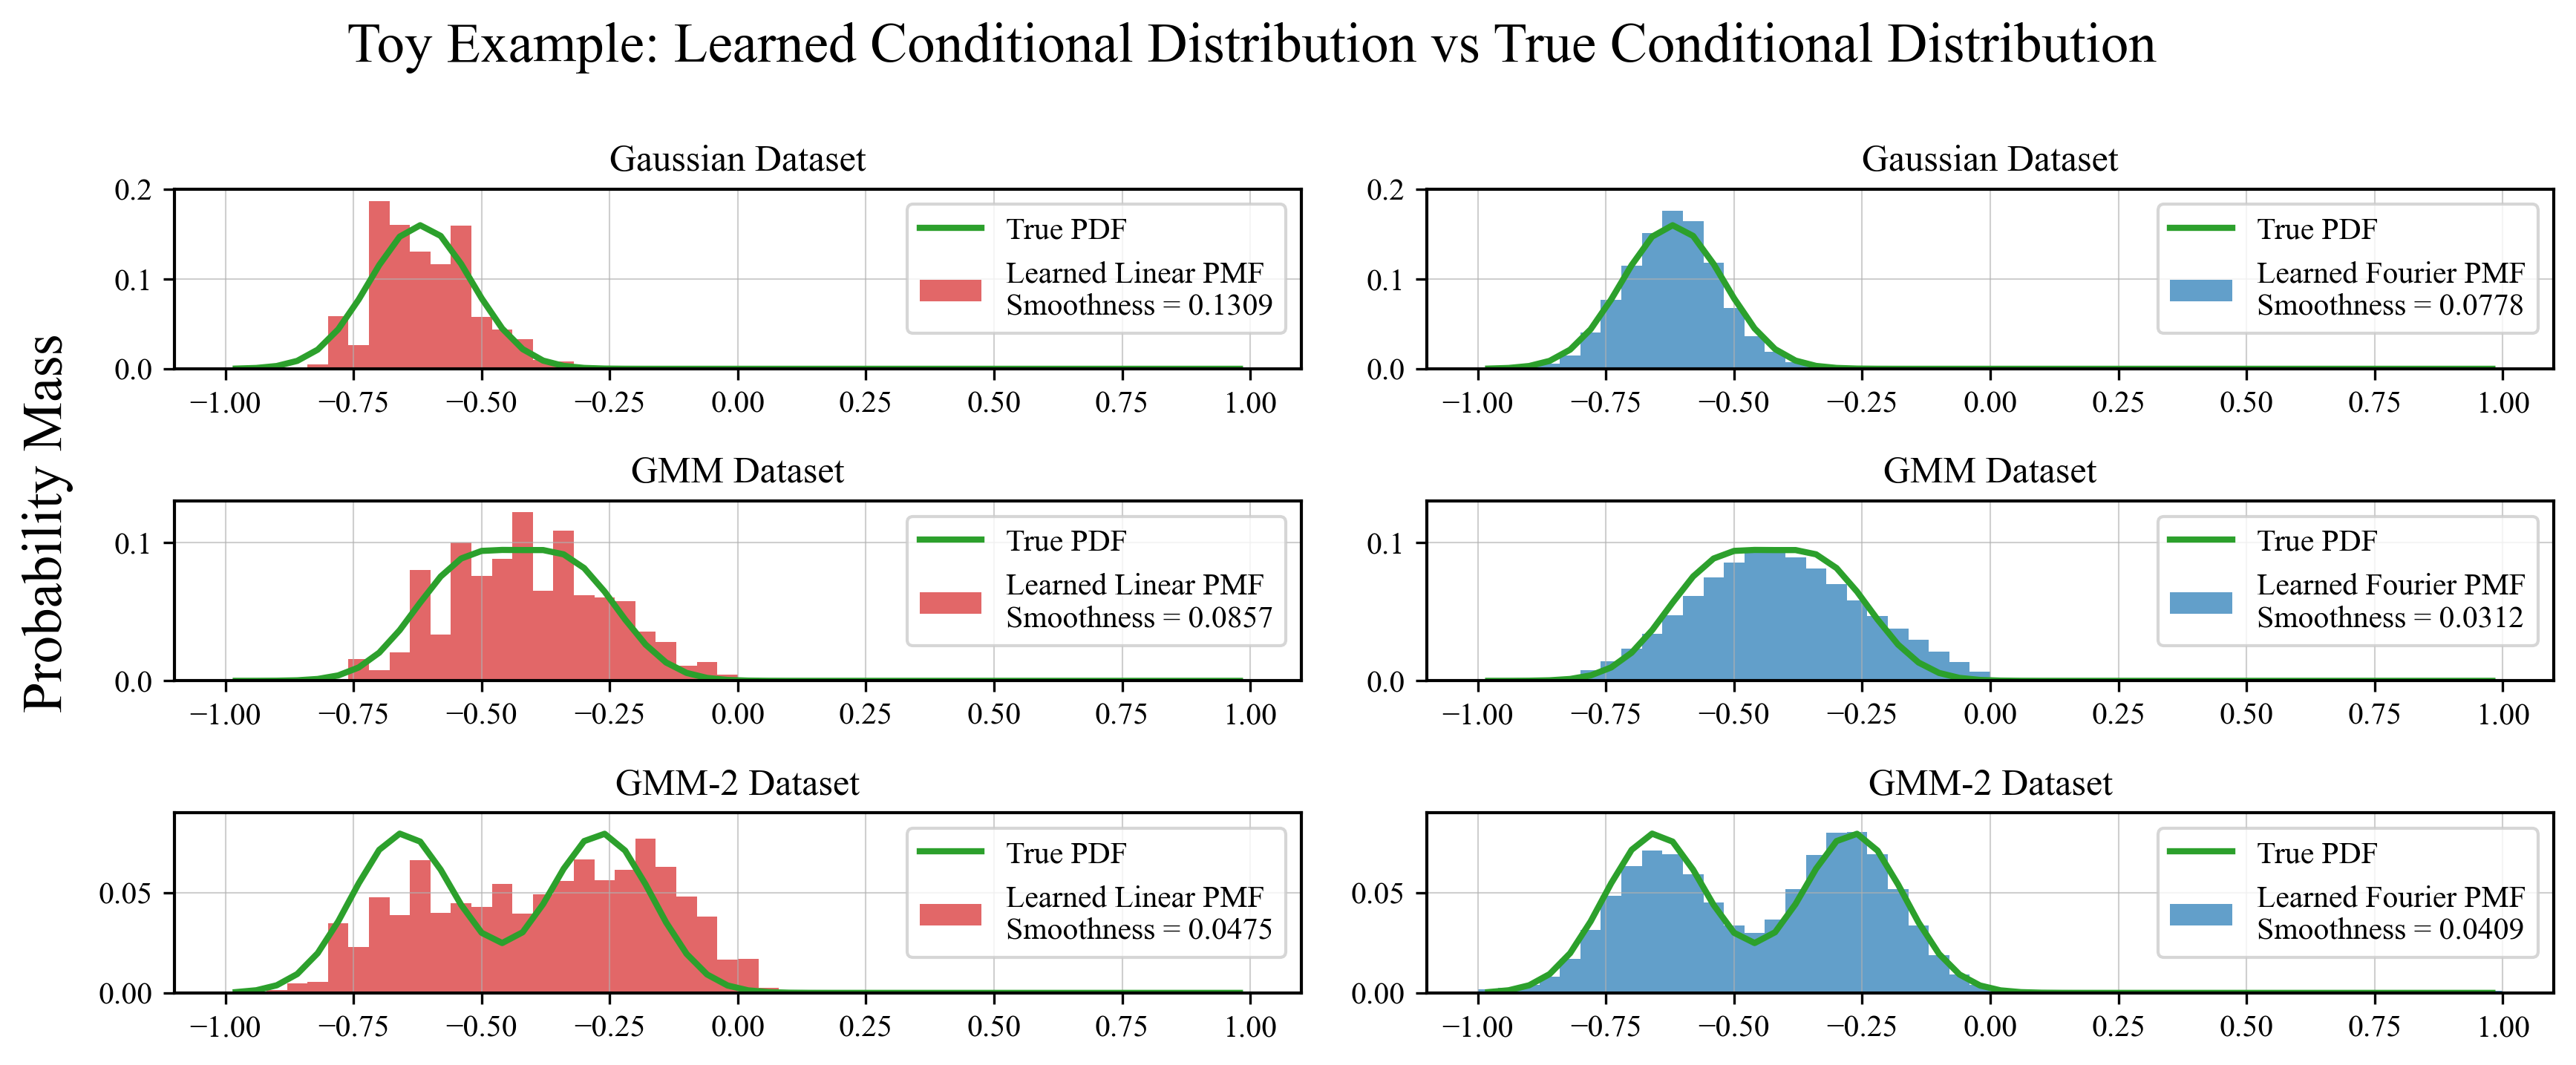 Toy Example: Learned Conditional Distribution vs True Conditional Distribution
Probability Mass
Gaussian Dataset
0.2
0.1
0.0
True PDF
Learned Linear PMF
Smoothness = 0.1309
−1.00 −0.75 −0.50 −0.25 0.00 0.25 0.50 0.75 1.00
Gaussian Dataset
0.2
0.1
0.0
True PDF
Learned Fourier PMF
Smoothness = 0.0778
−1.00 −0.75 −0.50 −0.25 0.00 0.25 0.50 0.75 1.00
GMM Dataset
0.1
0.0
True PDF
Learned Linear PMF
Smoothness = 0.0857
−1.00 −0.75 −0.50 −0.25 0.00 0.25 0.50 0.75 1.00
GMM Dataset
0.1
0.0
True PDF
Learned Fourier PMF
Smoothness = 0.0312
−1.00 −0.75 −0.50 −0.25 0.00 0.25 0.50 0.75 1.00
GMM-2 Dataset
0.05
0.00
True PDF
Learned Linear PMF
Smoothness = 0.0475
−1.00 −0.75 −0.50 −0.25 0.00 0.25 0.50 0.75 1.00
GMM-2 Dataset
0.05
0.00
True PDF
Learned Fourier PMF
Smoothness = 0.0409
−1.00 −0.75 −0.50 −0.25 0.00 0.25 0.50 0.75 1.00